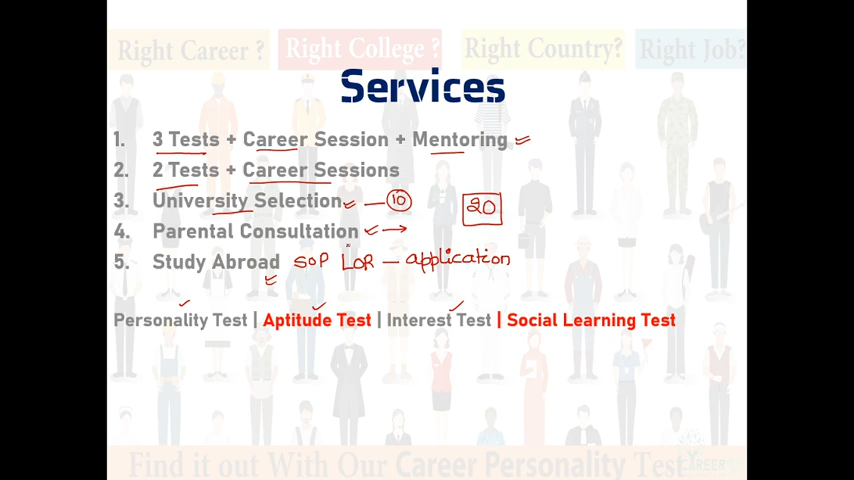 Right Career ? Right College ? Right Country? Right Job?
Services
1. 3 Tests + Career Session + Mentoring
2. 2 Tests + Career Sessions
3. University Selection — 10 20
4. Parental Consultation →
5. Study Abroad SOP LOR — application
Personality Test | Aptitude Test | Interest Test | Social Learning Test
Find it out With Our Career Personality Test